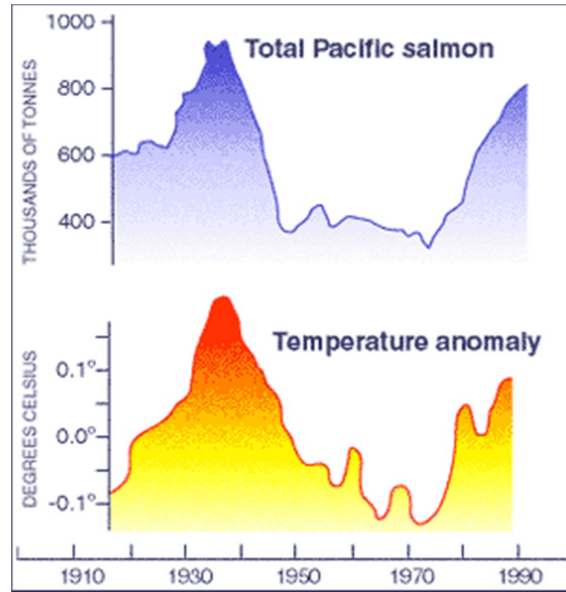 Total Pacific salmon
THOUSANDS OF TONNES
1000
800
600
400
Temperature anomaly
DEGREES CELSIUS
0.1°
0.0°
-0.1°
1910 1930 1950 1970 1990